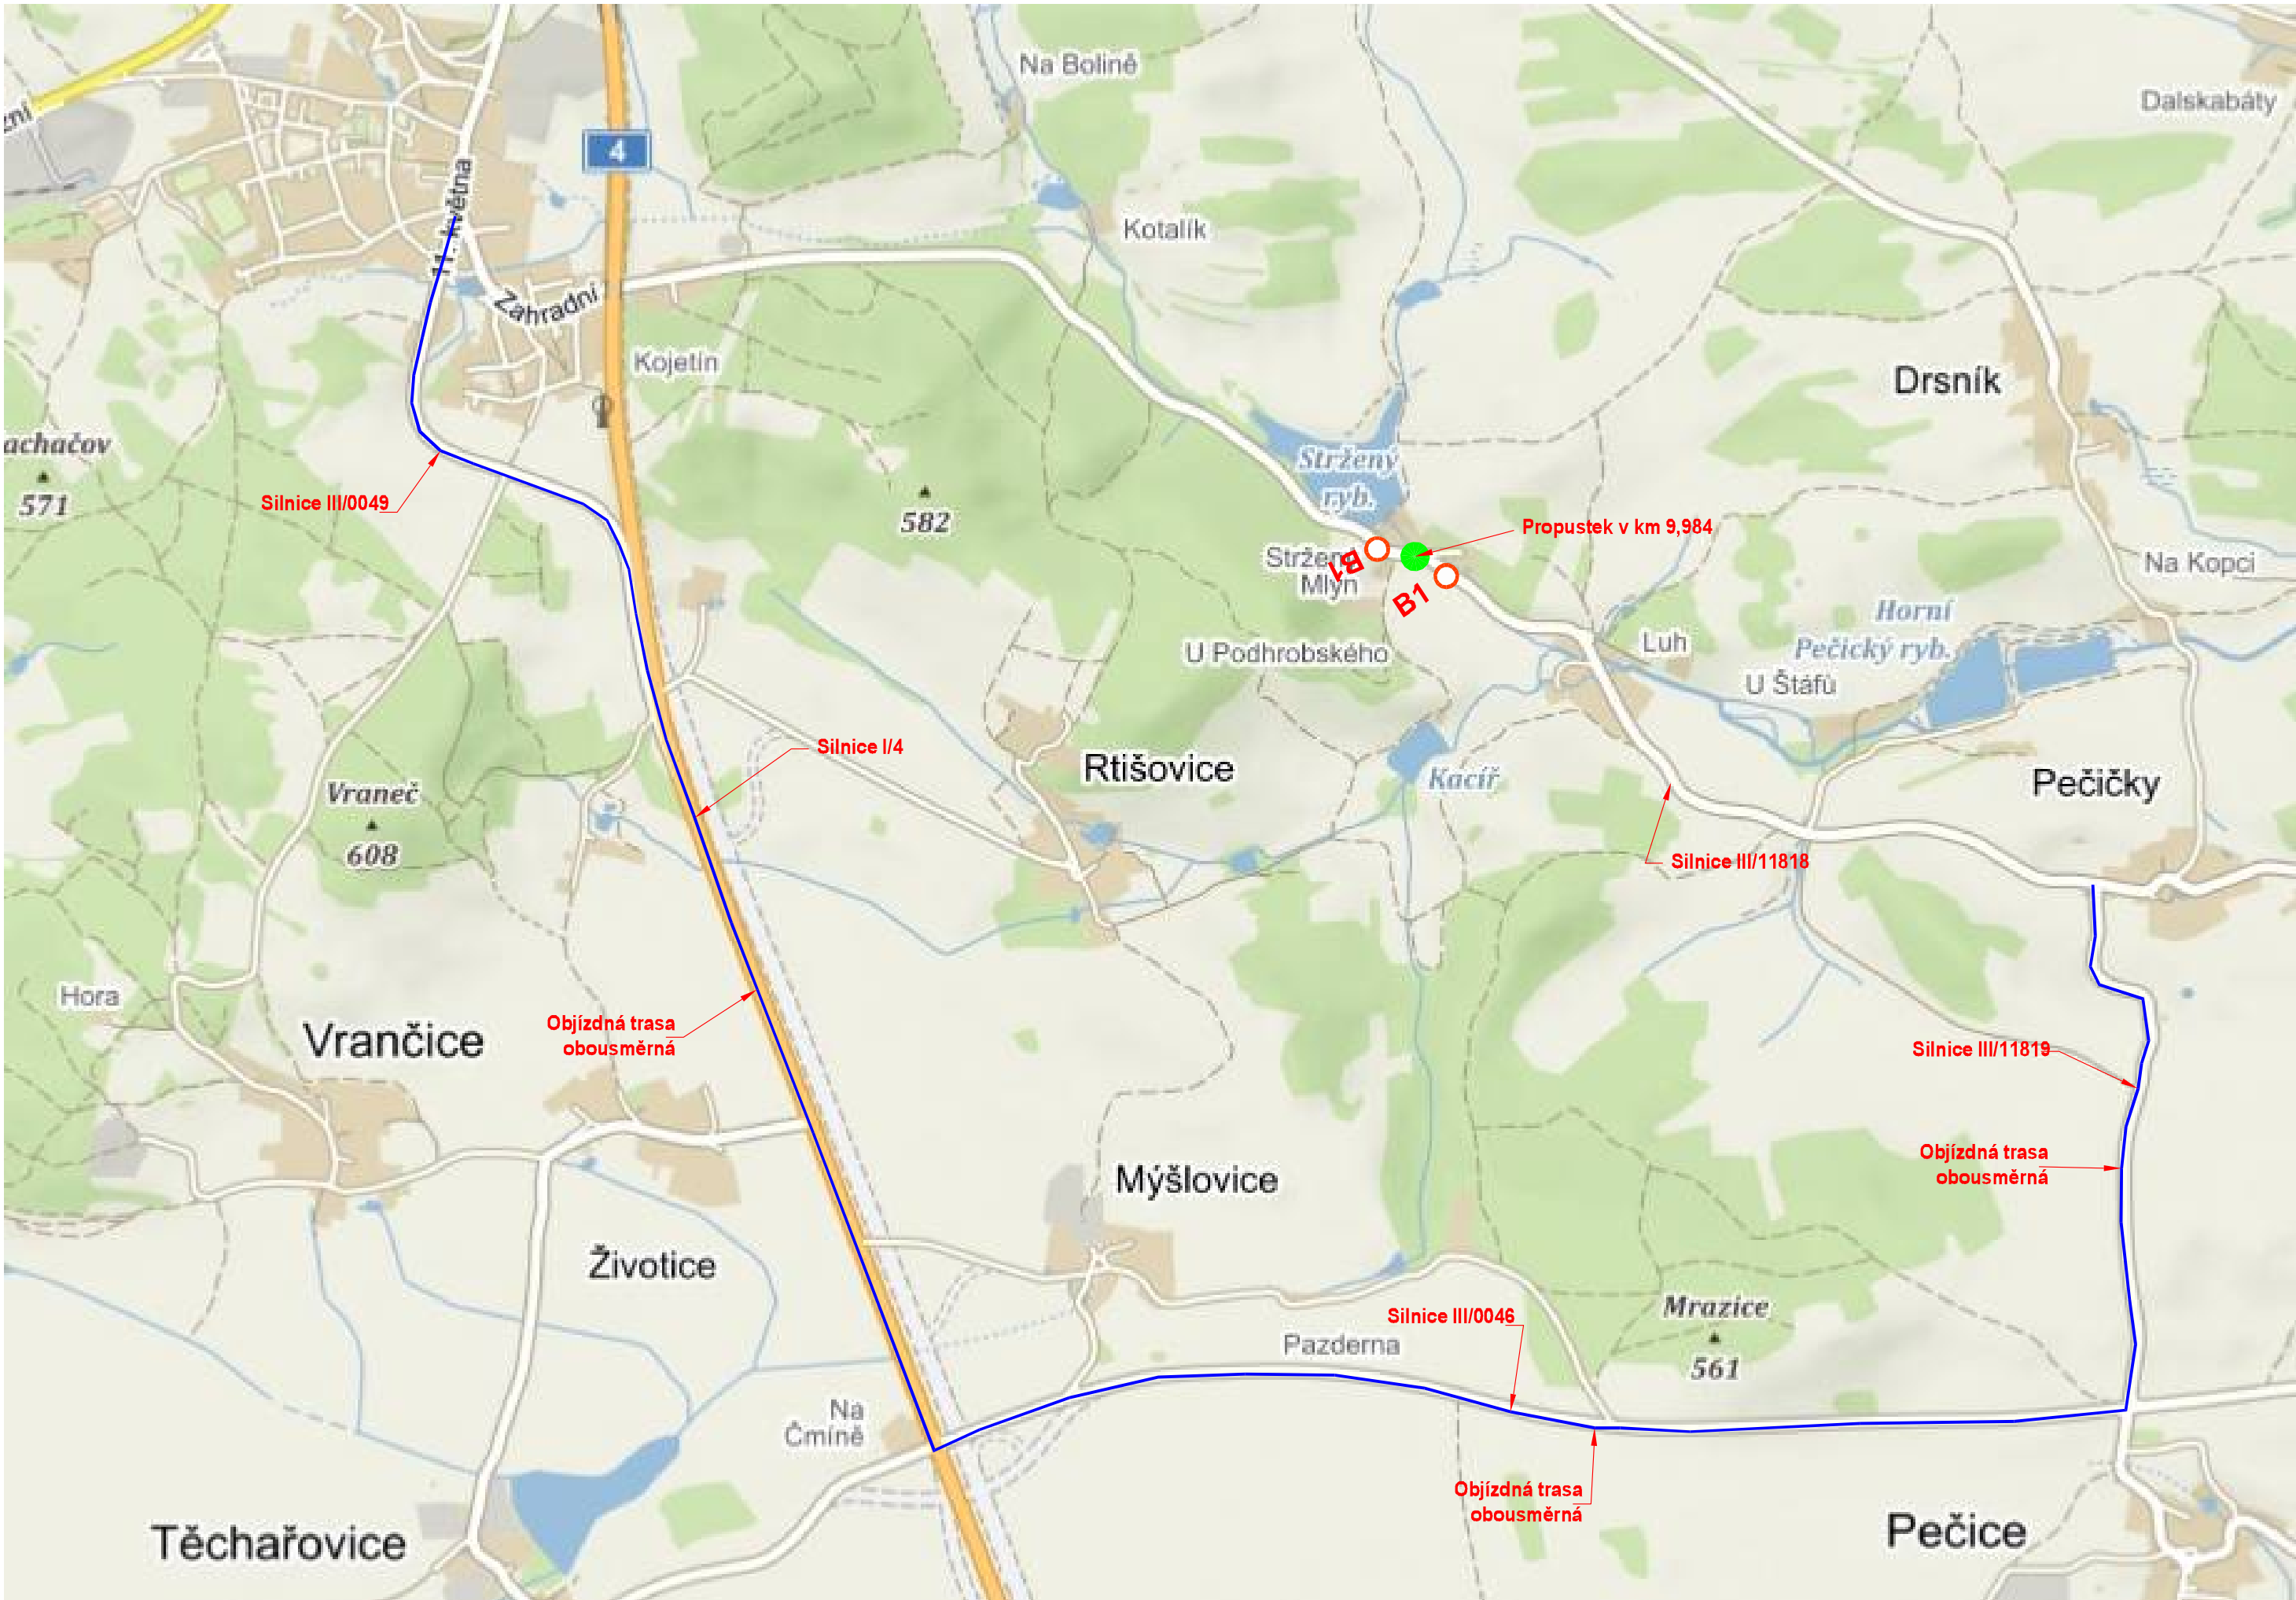 Na Bolině
Dalskabáty
zní
4
11. května
Kotalík
Zahradní
Kojetín
Drsník
achačov
571
Silnice III/0049
582
Stržený
ryb.
Propustek v km 9,984
B1
B1
Mlýn
Na Kopci
Horní
Pečický ryb.
Luh
U Podhrobského
U Štáfů
Silnice I/4
Rtišovice
Kacíř
Pečičky
Vraneč
608
Silnice III/11818
Hora
Vrančice
Objízdná trasa
obousměrná
Silnice III/11819
Objízdná trasa
obousměrná
Mýšlovice
Životice
Silnice III/0046
Pazderna
Mrazice
561
Na
Čmíně
Objízdná trasa
obousměrná
Těchařovice
Pečice